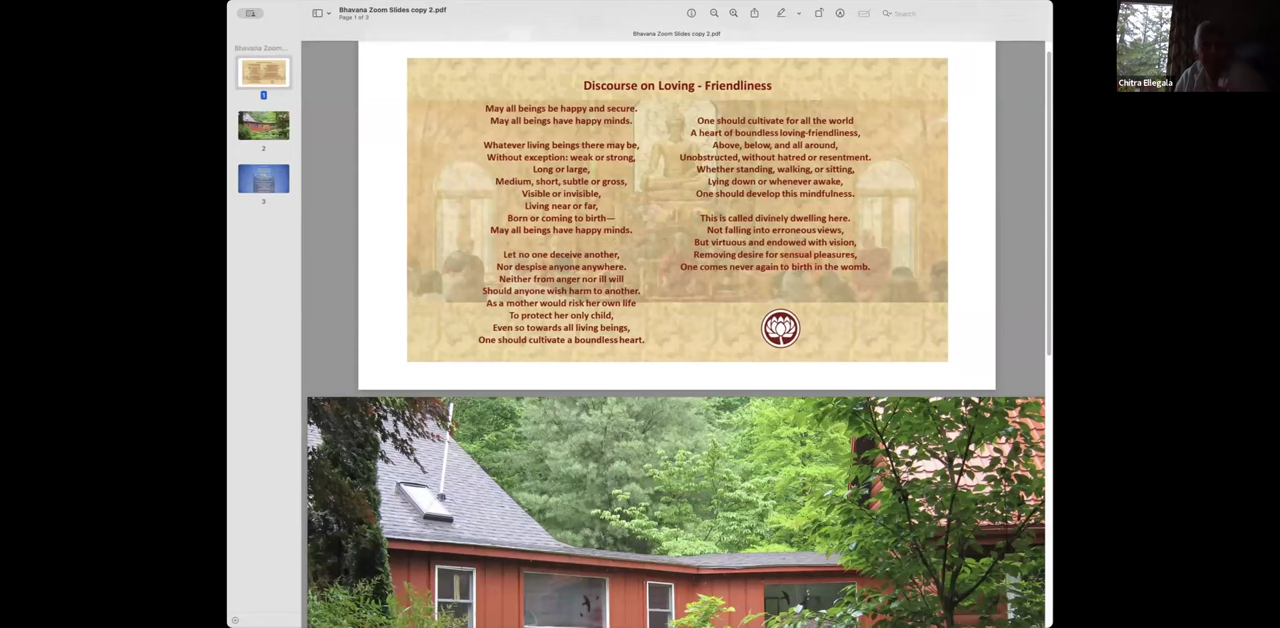 Bhavana Zoom Slides copy 2.pdf
Page 1 of 3
Search
Bhavana Zoom Slides copy 2.pdf
Bhavana Zoom...
1
2
3
Discourse on Loving - Friendliness
May all beings be happy and secure.
May all beings have happy minds.
Whatever living beings there may be,
Without exception: weak or strong,
Long or large,
Medium, short, subtle or gross,
Visible or invisible,
Living near or far,
Born or coming to birth—
May all beings have happy minds.
Let no one deceive another,
Nor despise anyone anywhere.
Neither from anger nor ill will
Should anyone wish harm to another.
As a mother would risk her own life
To protect her only child,
Even so towards all living beings,
One should cultivate a boundless heart.
One should cultivate for all the world
A heart of boundless loving-friendliness,
Above, below, and all around,
Unobstructed, without hatred or resentment.
Whether standing, walking, or sitting,
Lying down or whenever awake,
One should develop this mindfulness.
This is called divinely dwelling here.
Not falling into erroneous views,
But virtuous and endowed with vision,
Removing desire for sensual pleasures,
One comes never again to birth in the womb.
Chitra Ellegala